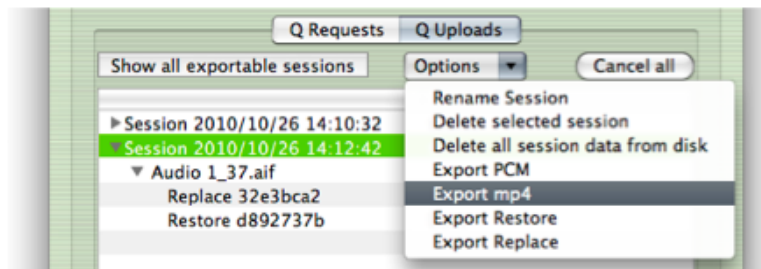 Q Requests Q Uploads
Show all exportable sessions Options Cancel all
Rename Session
Session 2010/10/26 14:10:32 Delete selected session
Session 2010/10/26 14:12:42 Delete all session data from disk
Audio 1_37.aif Export PCM
Replace 32e3bca2 Export mp4
Restore d892737b Export Restore
Export Replace